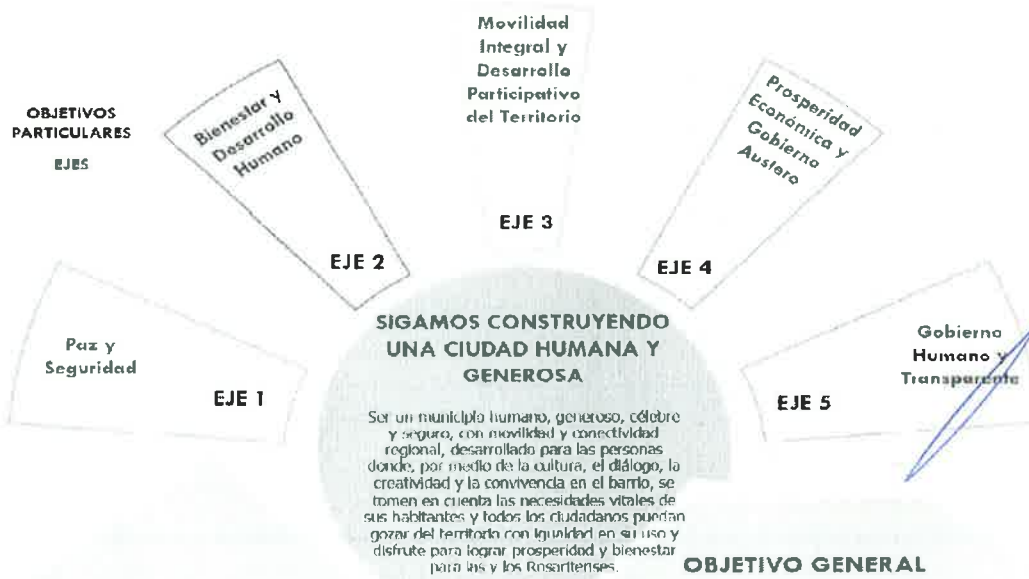 OBJETIVOS
PARTICULARES
EJES
Paz y
Seguridad
EJE 1
Bienestar y
Desarrollo
Humano
EJE 2
Movilidad
Integral y
Desarrollo
Participativo
del Territorio
EJE 3
Prosperidad
Económica y
Gobierno
Austero
EJE 4
Gobierno
Humano y
Transparente
EJE 5
SIGAMOS CONSTRUYENDO
UNA CIUDAD HUMANA Y
GENEROSA
Ser un municipio humano, generoso, célebre
y seguro, con movilidad y conectividad
regional, desarrollado para las personas
donde, por medio de la cultura, el diálogo, la
creatividad y la convivencia en el barrio, se
tomen en cuenta las necesidades vitales de
sus habitantes y todos los ciudadanos puedan
gozar del territorio con igualdad en su uso y
disfrute para lograr prosperidad y bienestar
para las y los Rosaritenses.
OBJETIVO GENERAL